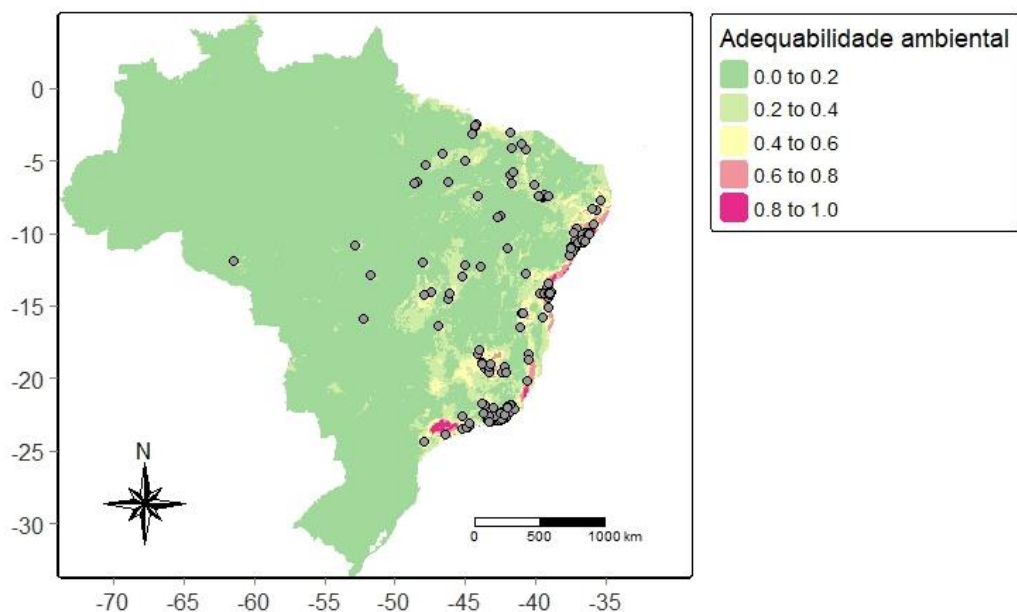 Adequabilidade ambiental
0.0 to 0.2
0.2 to 0.4
0.4 to 0.6
0.6 to 0.8
0.8 to 1.0
0
-5
-10
-15
-20
-25
-30
N
0 500 1000 km
-70 -65 -60 -55 -50 -45 -40 -35